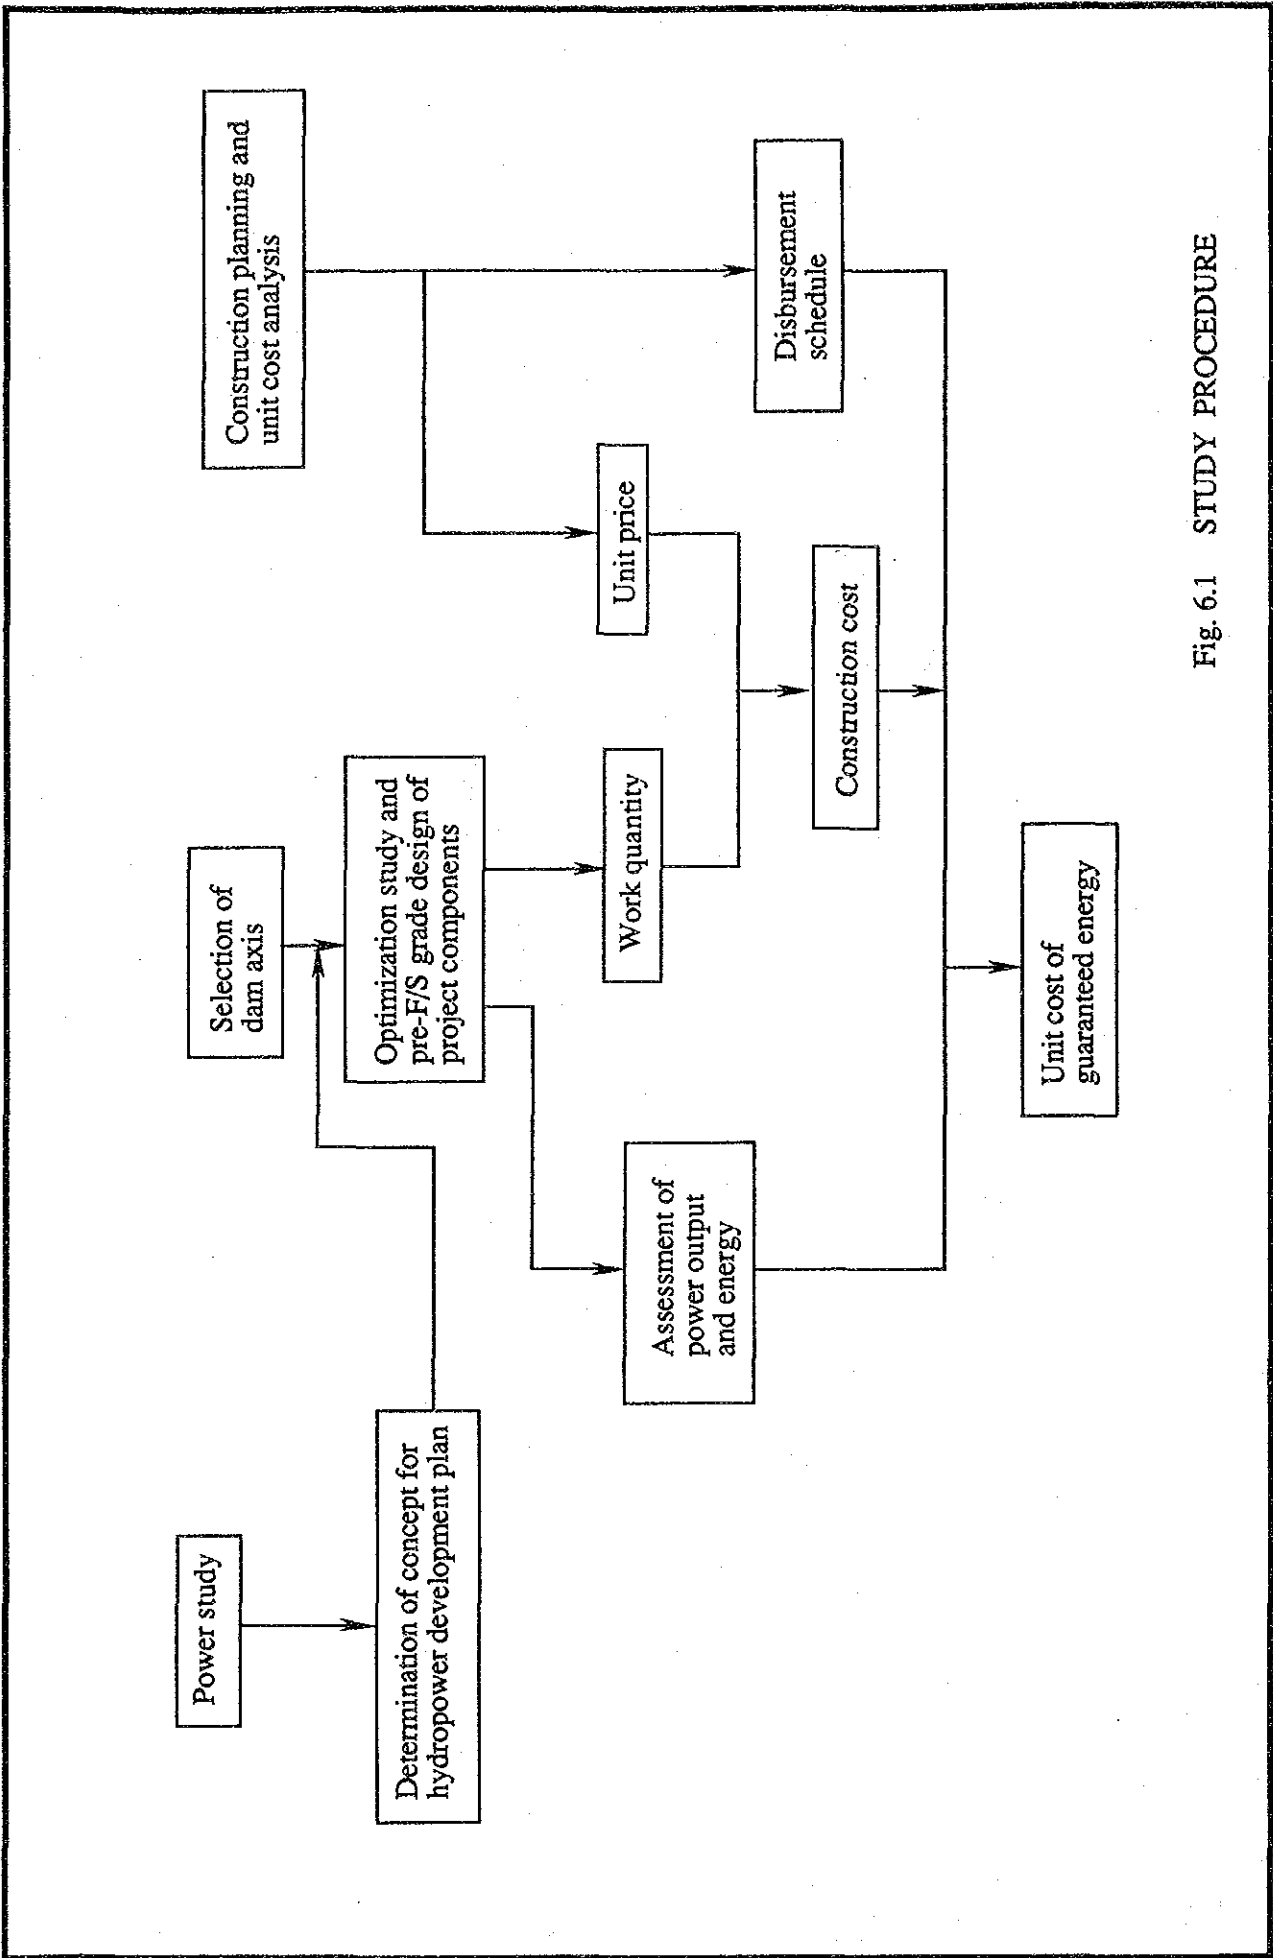 Power study
Determination of concept for
hydropower development plan
Selection of
dam axis
Optimization study and
pre-F/S grade design of
project components
Construction planning and
unit cost analysis
Assessment of
power output
and energy
Work quantity
Unit price
Disbursement
schedule
Construction cost
Unit cost of
guaranted energy
Fig. 6.1 STUDY PROCEDURE